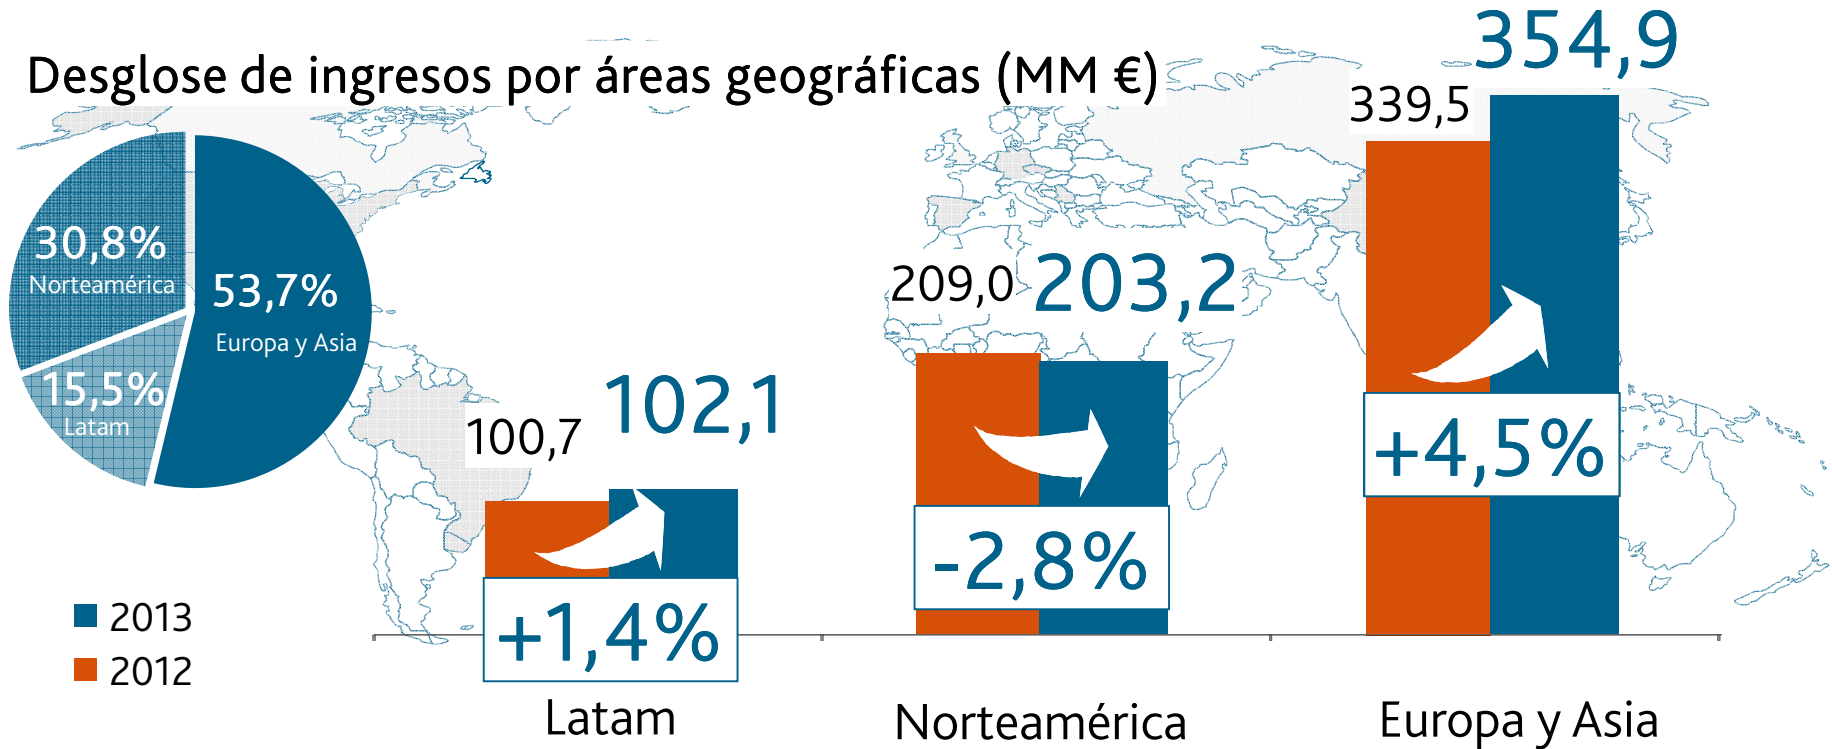 Desglose de ingresos por áreas geográficas (MM €)
354,9
339,5
30,8%
Norteamérica
53,7%
Europa y Asia
15,5%
Latam
209,0
203,2
100,7
102,1
+4,5%
-2,8%
+1,4%
2013
2012
Latam
Norteamérica
Europa y Asia